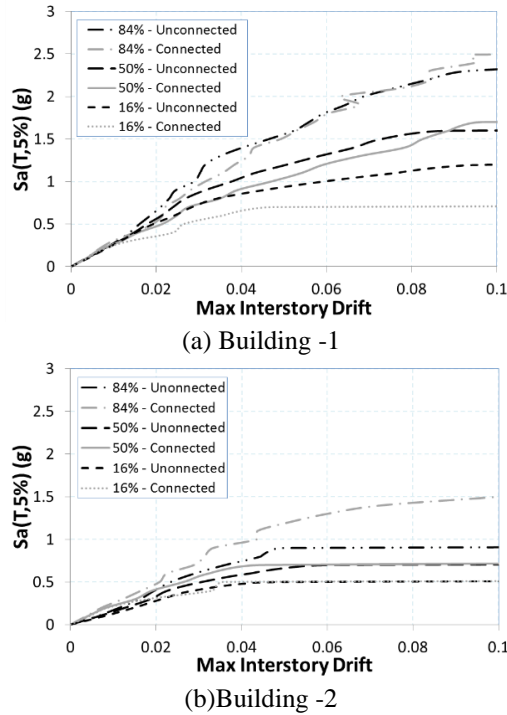 3
2.5
2
1.5
1
0.5
0
Sa(T,5%) (g)
84% - Unconnected
84% - Connected
50% - Unconnected
50% - Connected
16% - Unconnected
16% - Connected
0 0.02 0.04 0.06 0.08 0.1
Max Interstory Drift
(a) Building -1
3
2.5
2
1.5
1
0.5
0
Sa(T,5%) (g)
84% - Unonnected
84% - Connected
50% - Unonnected
50% - Connected
16% - Unonnected
16% - Connected
0 0.02 0.04 0.06 0.08 0.1
Max Interstory Drift
(b)Building -2